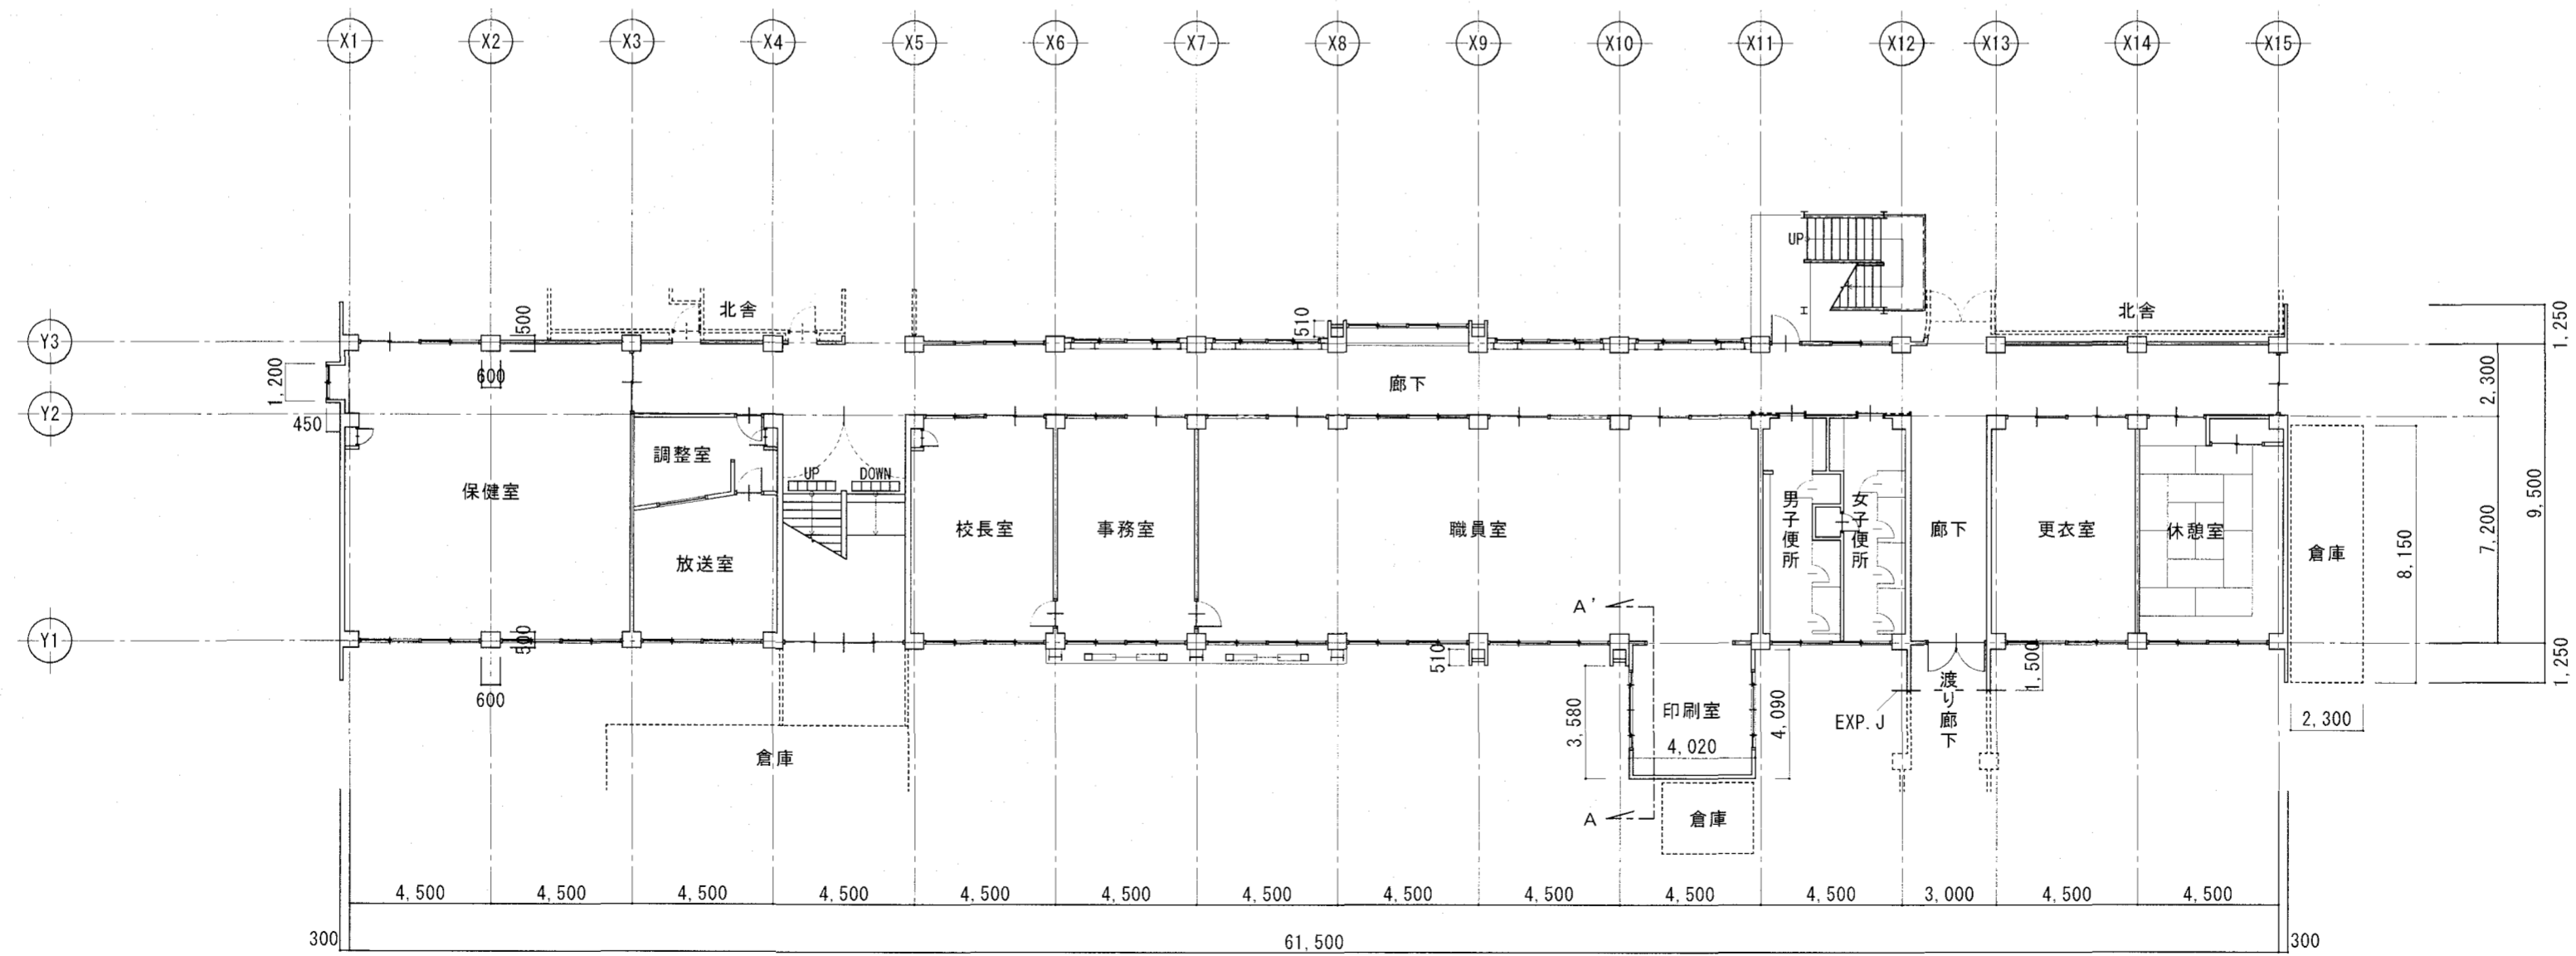 X1 X2 X3 X4 X5 X6 X7 X8 X9 X10 X11 X12 X13 X14 X15
UP
北舎
北舎
500
510
1,250
Y3
1,200
600
廊下
2,300
Y2
450
調整室
UP
DOWN
保健室
校長室
事務室
職員室
男子便所
女子便所
廊下
更衣室
休憩室
倉庫
8,150
7,200
9,500
放送室
A'
Y1
500
510
1,500
1,250
600
3,580
印刷室
4,020
4,090
EXP.J
渡り廊下
2,300
倉庫
A
倉庫
4,500 4,500 4,500 4,500 4,500 4,500 4,500 4,500 4,500 4,500 4,500 3,000 4,500 4,500
300
61,500
300